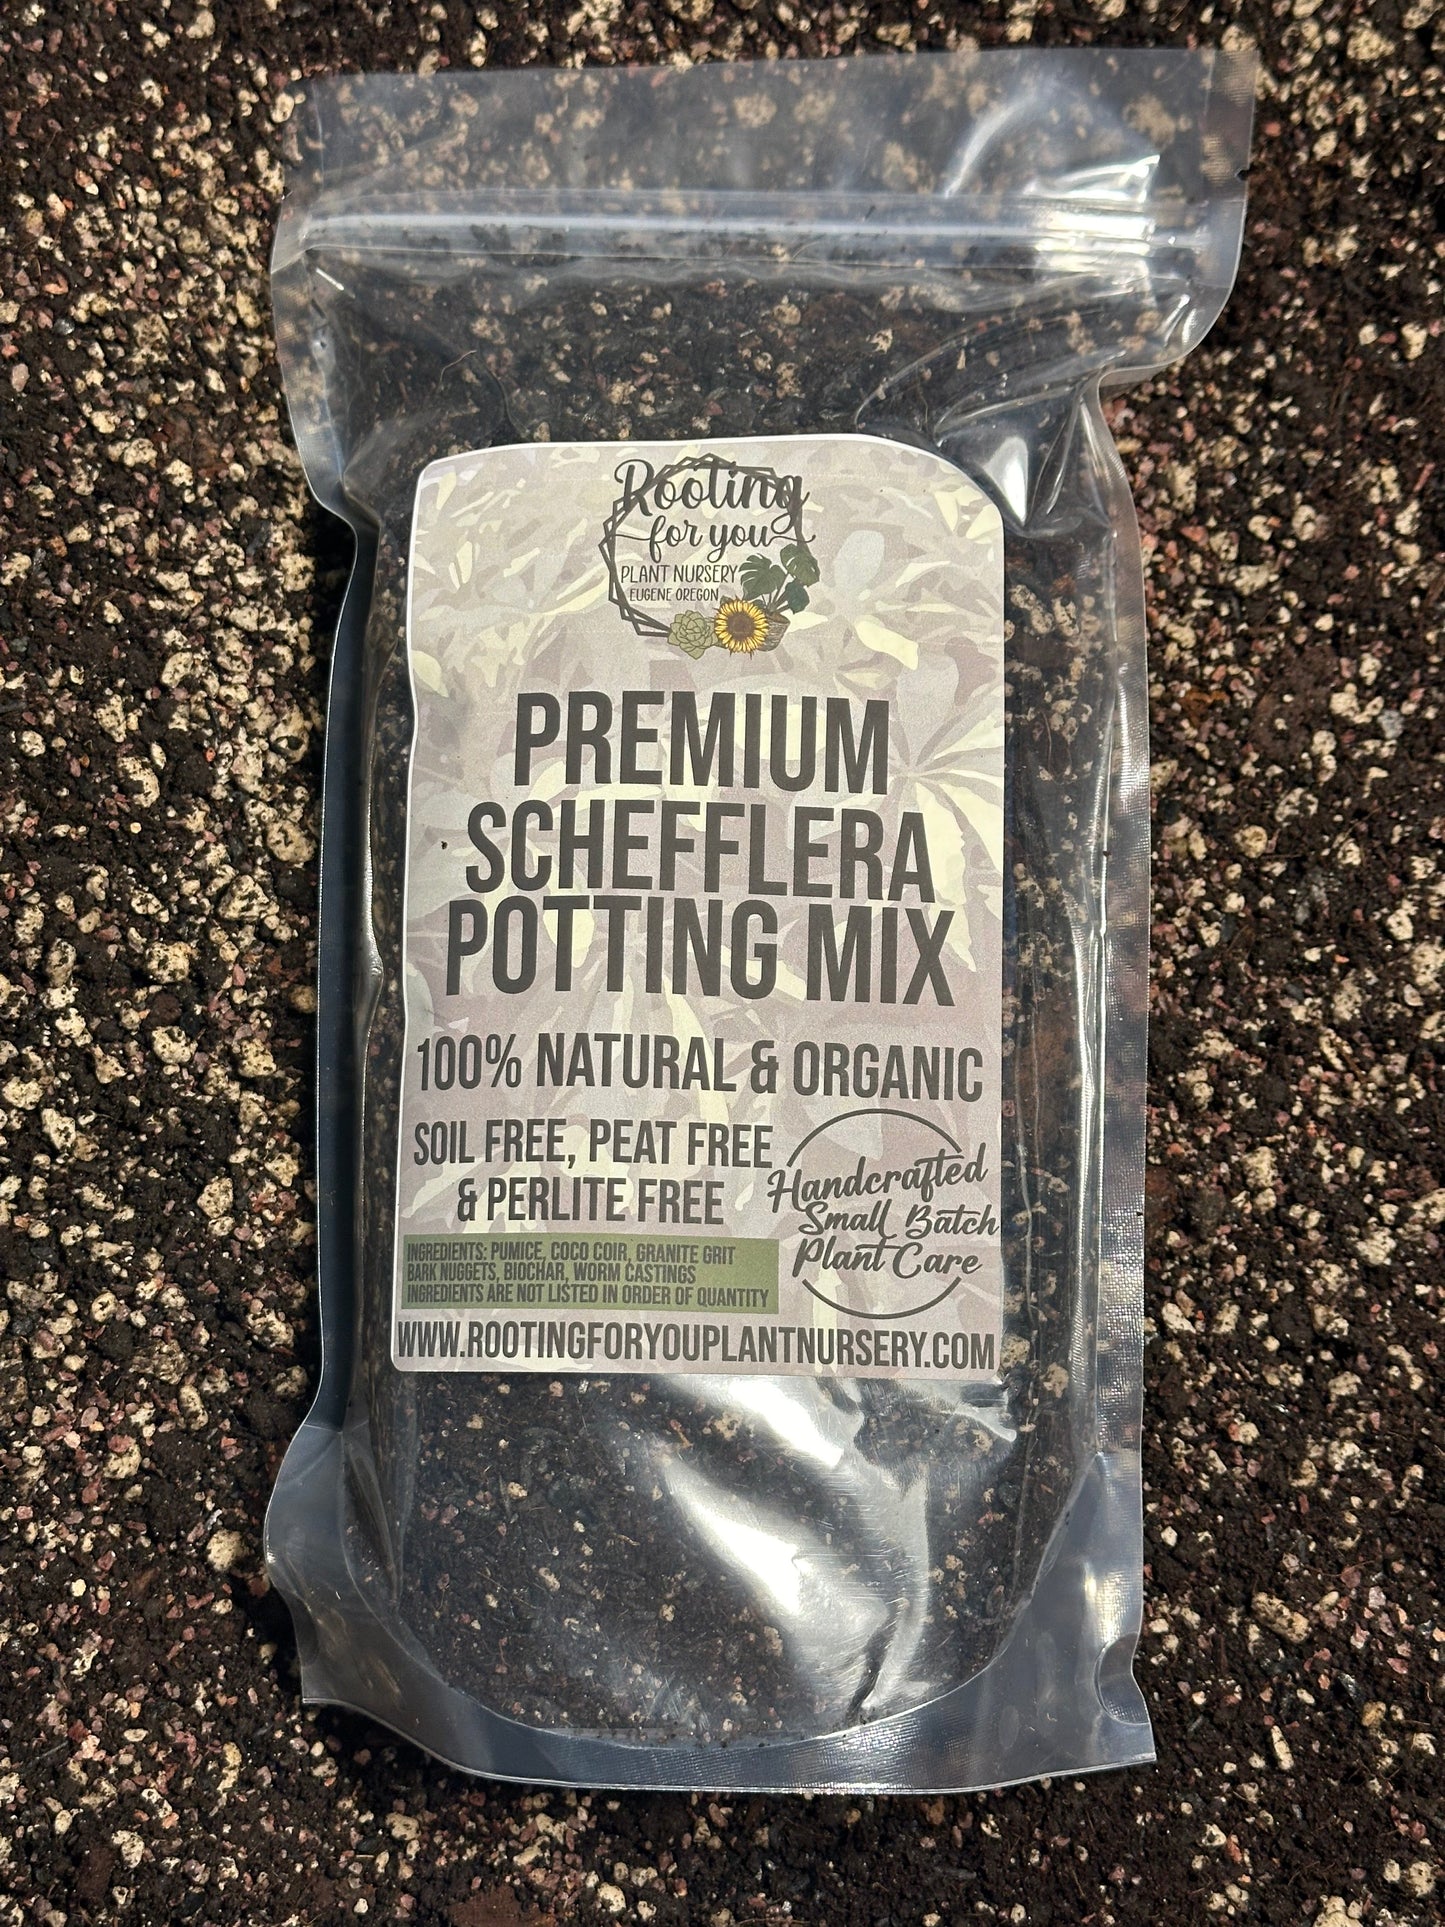 Rooting
for you
PLANT NURSERY
EUGENE OREGON
PREMIUM
SCHEFFLERA
POTTING MIX
100% NATURAL & ORGANIC
SOIL FREE, PEAT FREE
& PERLITE FREE
Handcrafted
Small Batch
Plant Care
INGREDIENTS: PUMICE, COCO COIR, GRANITE GRIT
BARK NUGGETS, BIOCHAR, WORM CASTINGS
INGREDIENTS ARE NOT LISTED IN ORDER OF QUANTITY
WWW.ROOTINGFORYOUPLANTNURSERY.COM